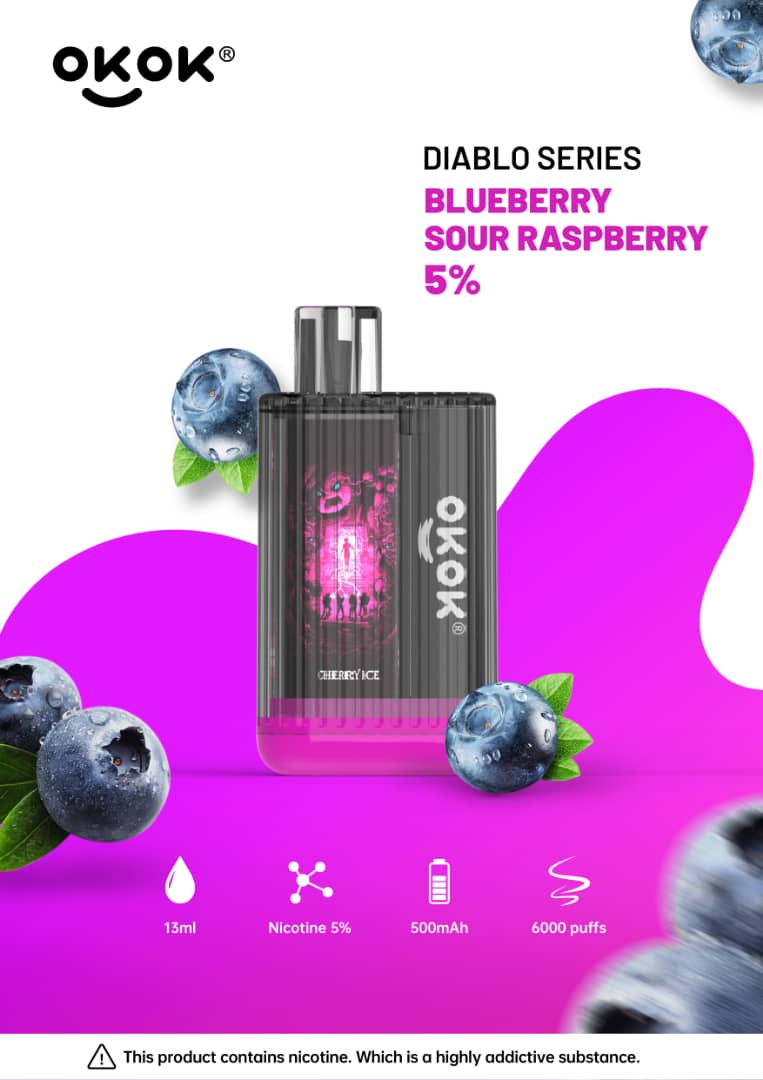 OKOK®
DIABLO SERIES
BLUEBERRY
SOUR RASPBERRY
5%
OKOK®
CHERRY ICE
13ml
Nicotine 5%
500mAh
6000 puffs
This product contains nicotine. Which is a highly addictive substance.